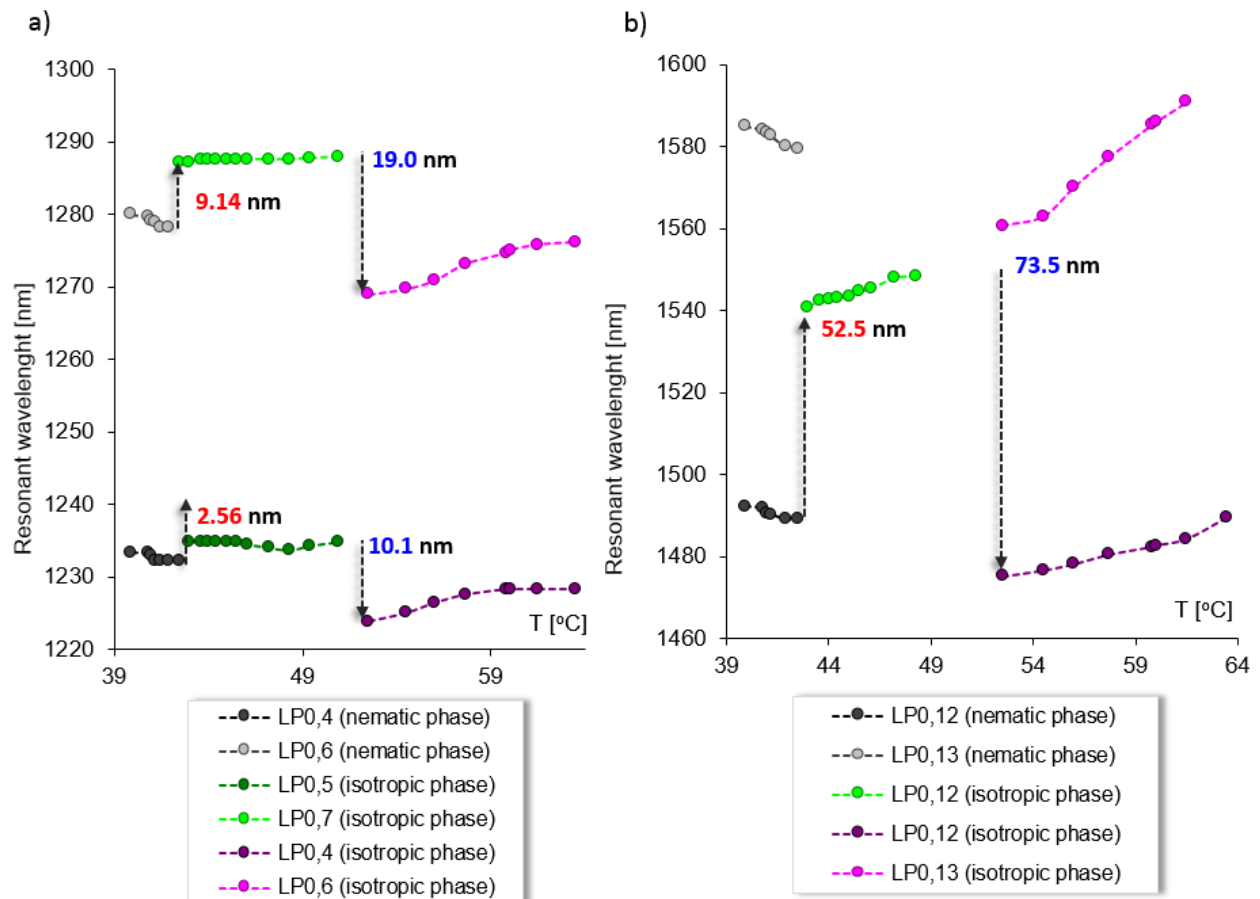 a)
Resonant wavelenght [nm]
1300
1290
1280
1270
1260
1250
1240
1230
1220
19.0 nm
9.14 nm
2.56 nm
10.1 nm
T [ºC]
39 49 59
LP0,4 (nematic phase)
LP0,6 (nematic phase)
LP0,5 (isotropic phase)
LP0,7 (isotropic phase)
LP0,4 (isotropic phase)
LP0,6 (isotropic phase)
b)
Resonant wavelenght [nm]
1600
1580
1560
1540
1520
1500
1480
1460
73.5 nm
52.5 nm
T [ºC]
39 44 49 54 59 64
LP0,12 (nematic phase)
LP0,13 (nematic phase)
LP0,12 (isotropic phase)
LP0,12 (isotropic phase)
LP0,13 (isotropic phase)